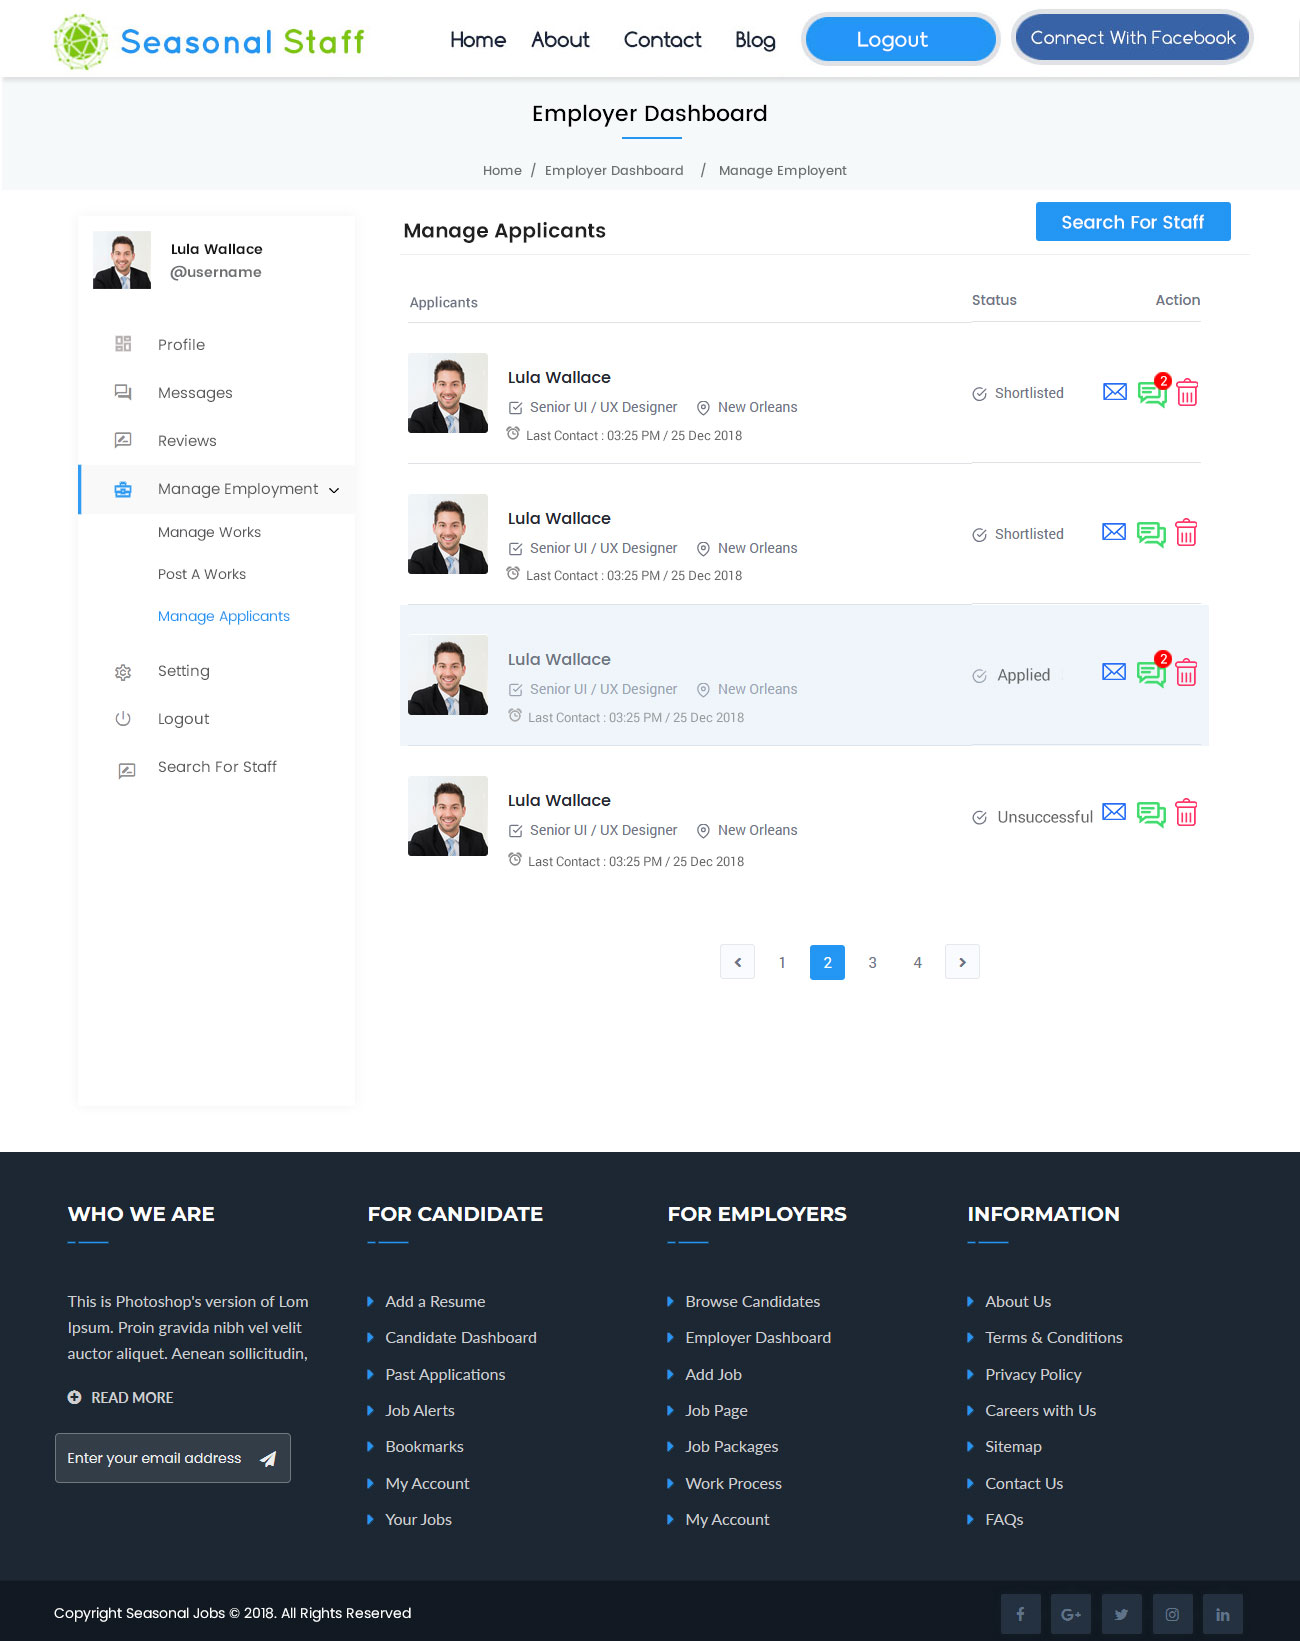 Seasonal Staff
Home About Contact Blog Logout Connect With Facebook
Employer Dashboard
Home / Employer Dashboard / Manage Employent
Lula Wallace
@username
Profile
Messages
Reviews
Manage Employment
Manage Works
Post A Works
Manage Applicants
Setting
Logout
Search For Staff
Manage Applicants
Search For Staff
Applicants Status Action
Lula Wallace
Senior UI / UX Designer New Orleans
Last Contact : 03:25 PM / 25 Dec 2018
Shortlisted
2
Lula Wallace
Senior UI / UX Designer New Orleans
Last Contact : 03:25 PM / 25 Dec 2018
Shortlisted
Lula Wallace
Senior UI / UX Designer New Orleans
Last Contact : 03:25 PM / 25 Dec 2018
Applied
2
Lula Wallace
Senior UI / UX Designer New Orleans
Last Contact : 03:25 PM / 25 Dec 2018
Unsuccessful
1 2 3 4
WHO WE ARE
This is Photoshop's version of Lom
Ipsum. Proin gravida nibh vel velit
auctor aliquet. Aenean sollicitudin,
READ MORE
Enter your email address
FOR CANDIDATE
Add a Resume
Candidate Dashboard
Past Applications
Job Alerts
Bookmarks
My Account
Your Jobs
FOR EMPLOYERS
Browse Candidates
Employer Dashboard
Add Job
Job Page
Job Packages
Work Process
My Account
INFORMATION
About Us
Terms & Conditions
Privacy Policy
Careers with Us
Sitemap
Contact Us
FAQs
Copyright Seasonal Jobs © 2018. All Rights Reserved